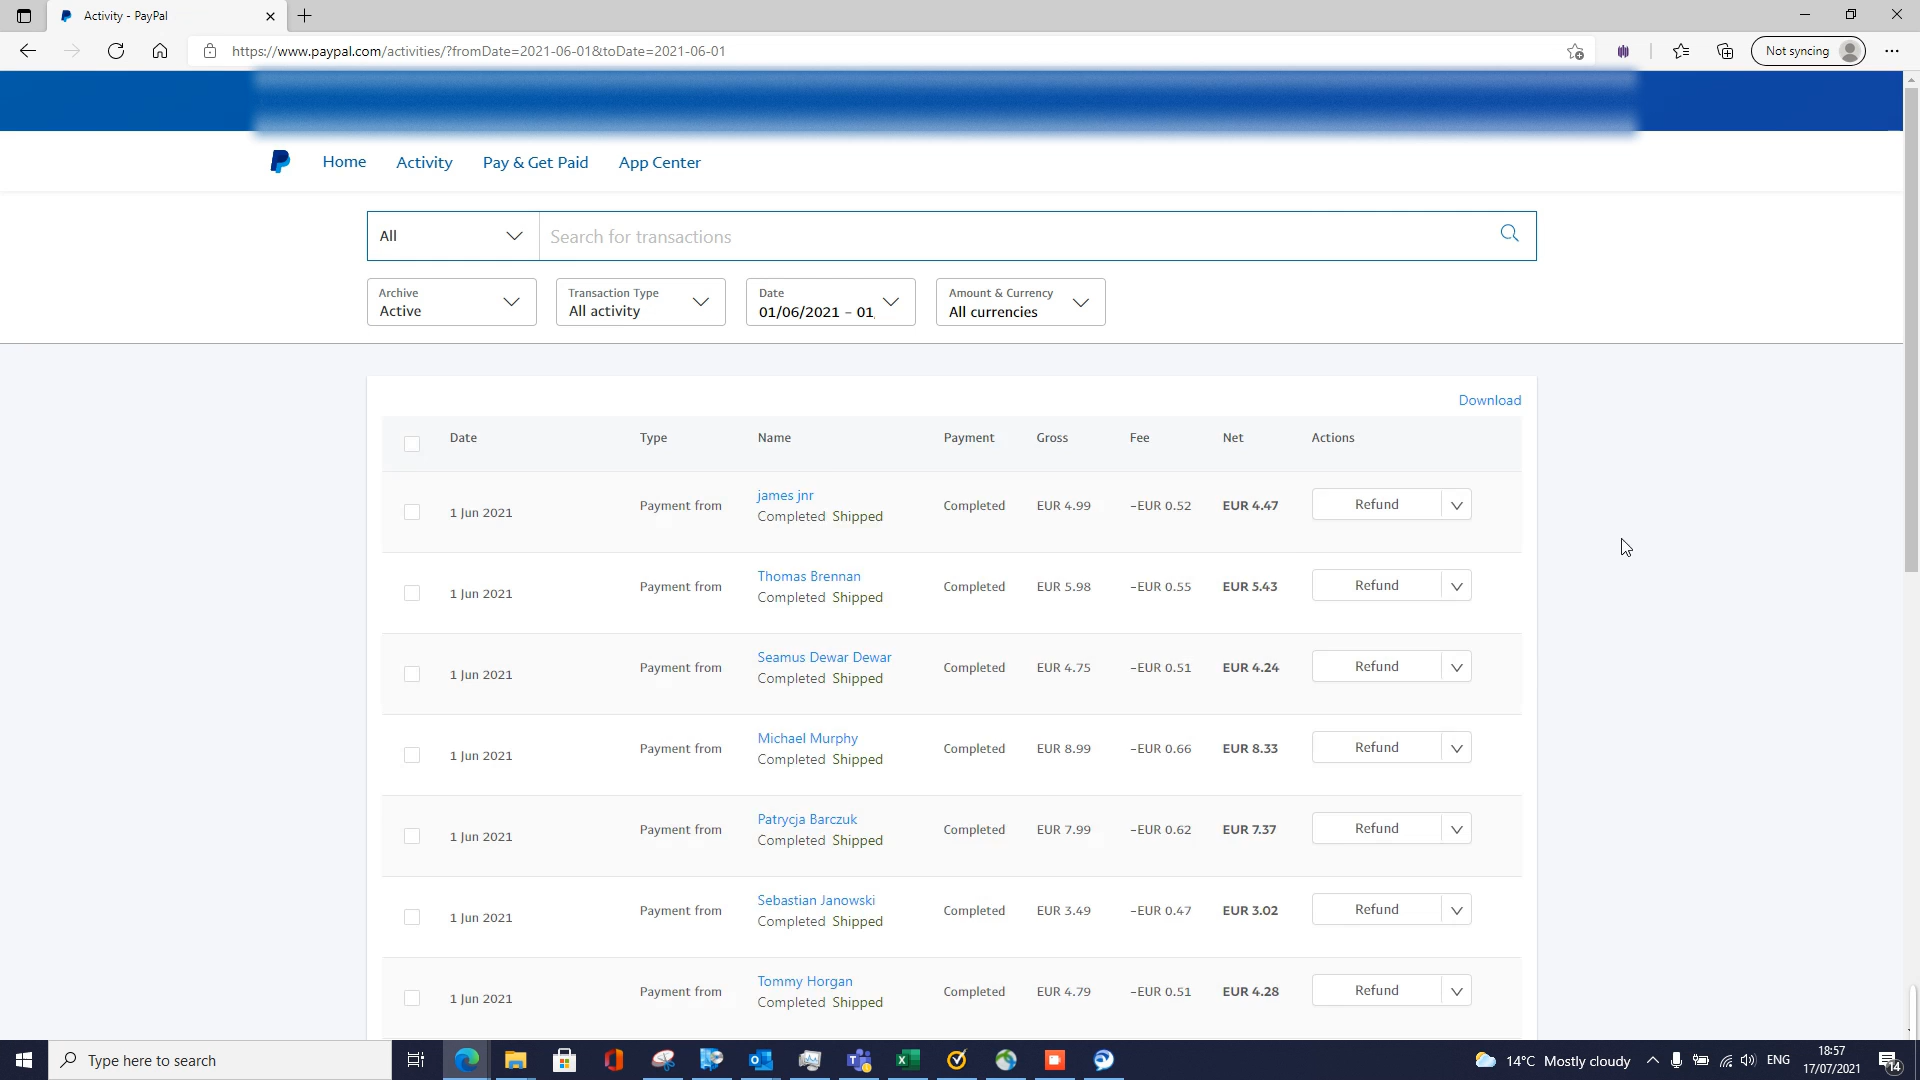 Activity - PayPal
https://www.paypal.com/activities/?fromDate=2021-06-01&toDate=2021-06-01
Not syncing
Home Activity Pay & Get Paid App Center
All Search for transactions
Archive Transaction Type Date Amount & Currency
Active All activity 01/06/2021 - 01 All currencies
Download
Date Type Name Payment Gross Fee Net Actions
james jnr
1 Jun 2021 Payment from Completed EUR 4.99 -EUR 0.52 EUR 4.47 Refund
Completed Shipped
Thomas Brennan
1 Jun 2021 Payment from Completed EUR 5.98 -EUR 0.55 EUR 5.43 Refund
Completed Shipped
Seamus Dewar Dewar
1 Jun 2021 Payment from Completed EUR 4.75 -EUR 0.51 EUR 4.24 Refund
Completed Shipped
Michael Murphy
1 Jun 2021 Payment from Completed EUR 8.99 -EUR 0.66 EUR 8.33 Refund
Completed Shipped
Patrycja Barczuk
1 Jun 2021 Payment from Completed EUR 7.99 -EUR 0.62 EUR 7.37 Refund
Completed Shipped
Sebastian Janowski
1 Jun 2021 Payment from Completed EUR 3.49 -EUR 0.47 EUR 3.02 Refund
Completed Shipped
Tommy Horgan
1 Jun 2021 Payment from Completed EUR 4.79 -EUR 0.51 EUR 4.28 Refund
Completed Shipped
Type here to search
14°C Mostly cloudy ENG
18:57
17/07/2021
14